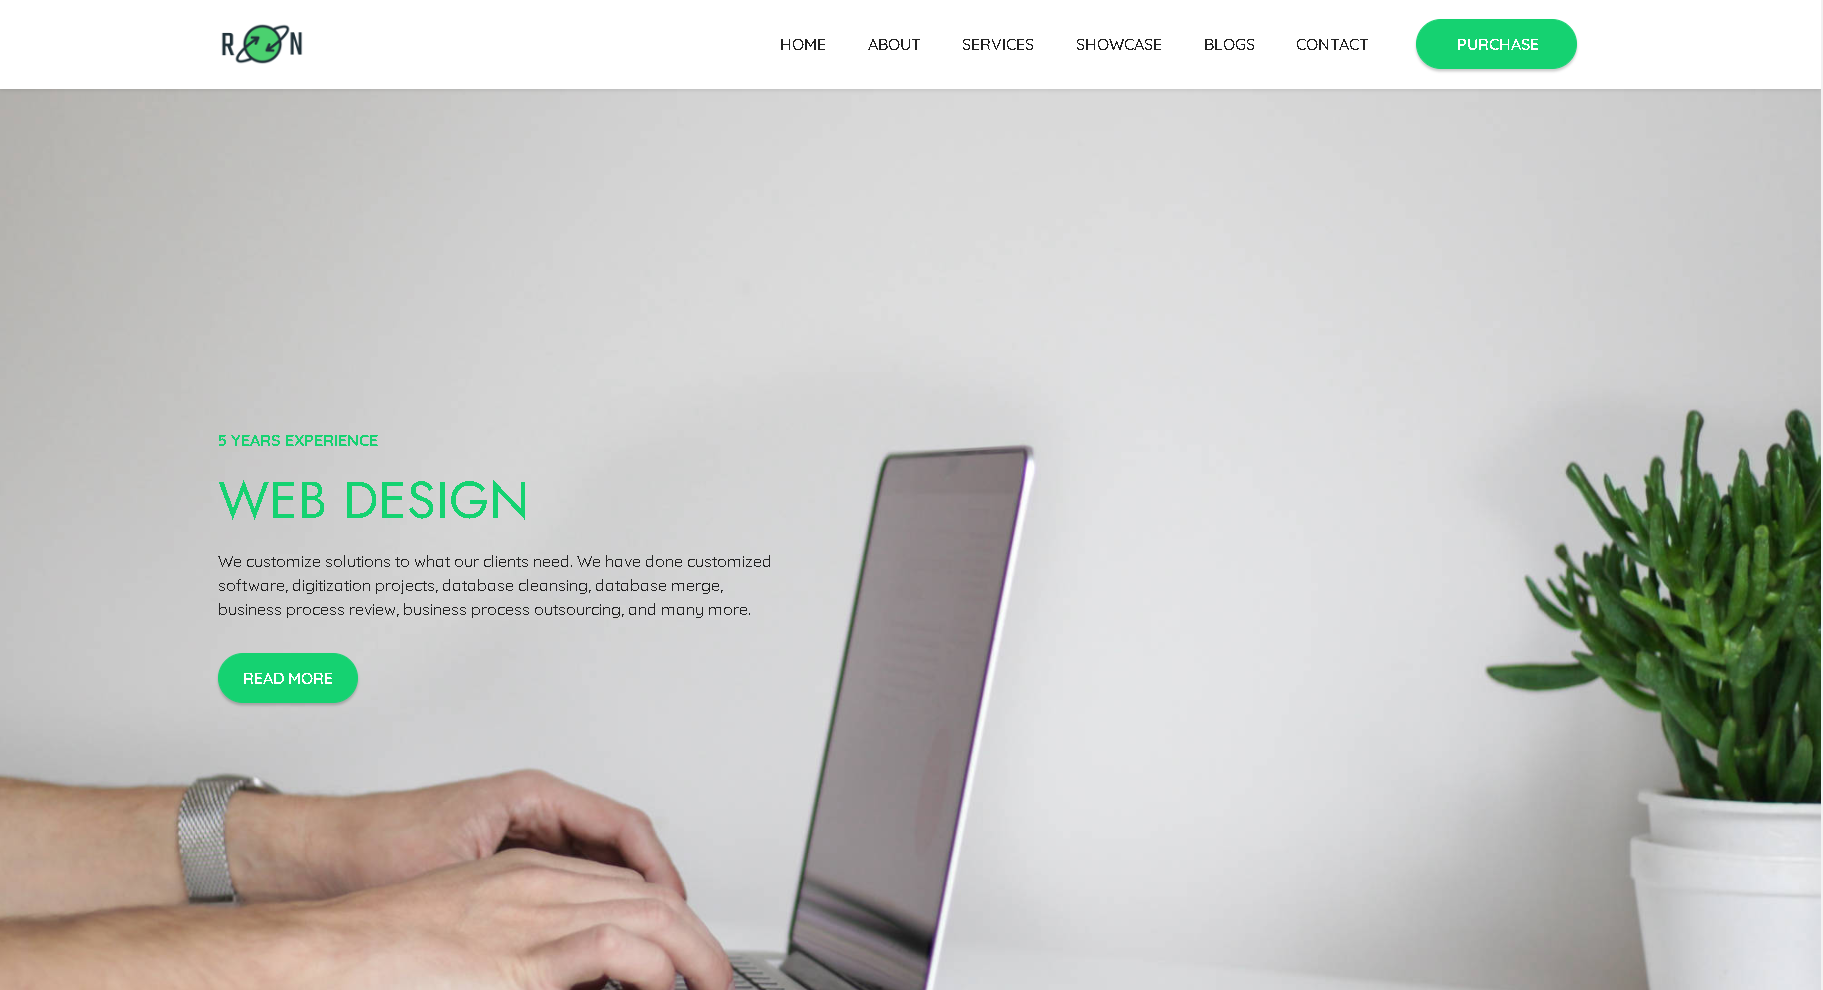 RON
HOME ABOUT SERVICES SHOWCASE BLOGS CONTACT PURCHASE
5 YEARS EXPERIENCE
WEB DESIGN
We customize solutions to what our clients need. We have done customized
software, digitization projects, database cleansing, database merge,
business process review, business process outsourcing, and many more.
READ MORE